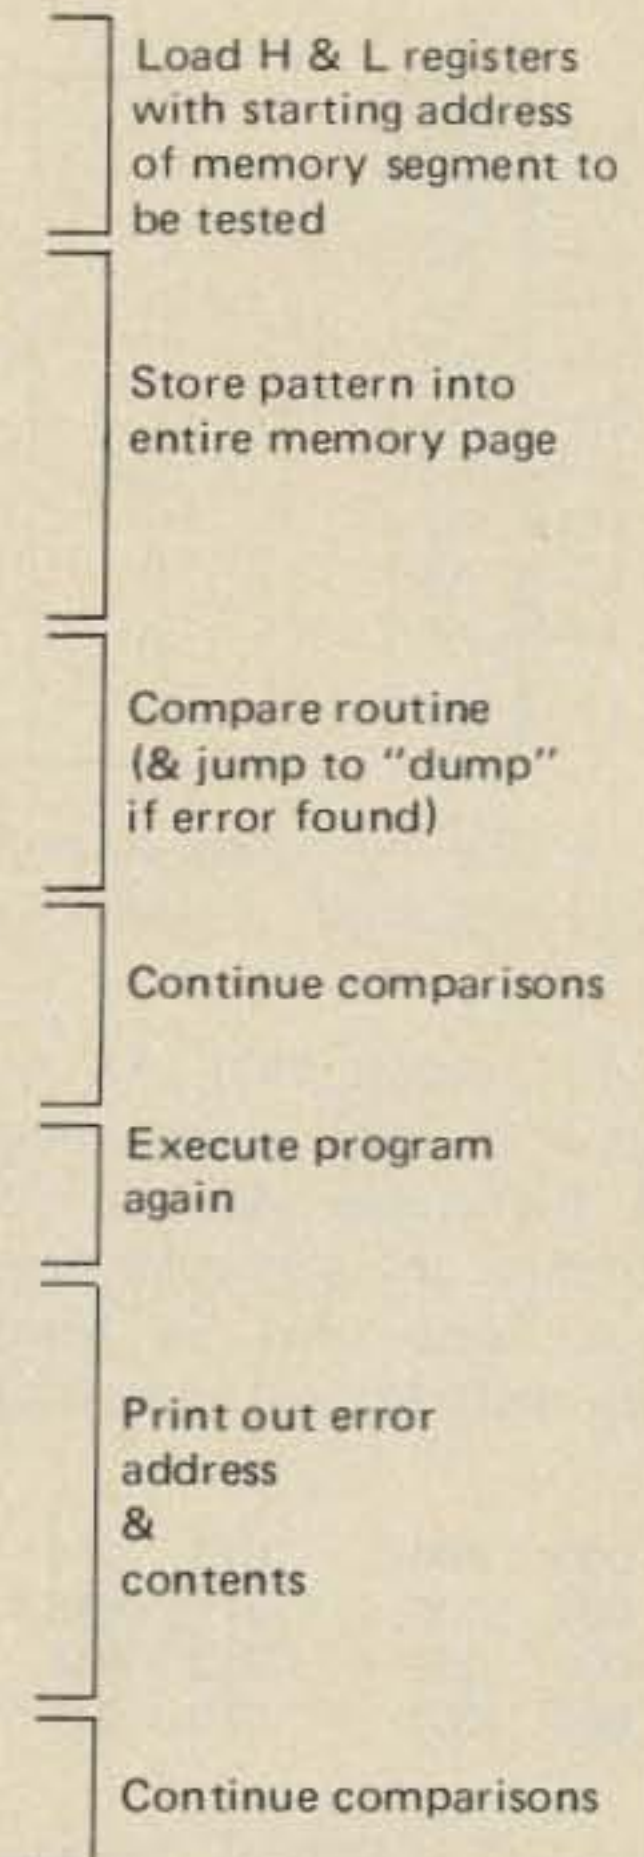 Load H & L registers
with starting address
of memory segment to
be tested
Store pattern into
entire memory page
Compare routine
(& jump to "dump"
if error found)
Continue comparisons
Execute program
again
Print out error
address
&
contents
Continue comparisons